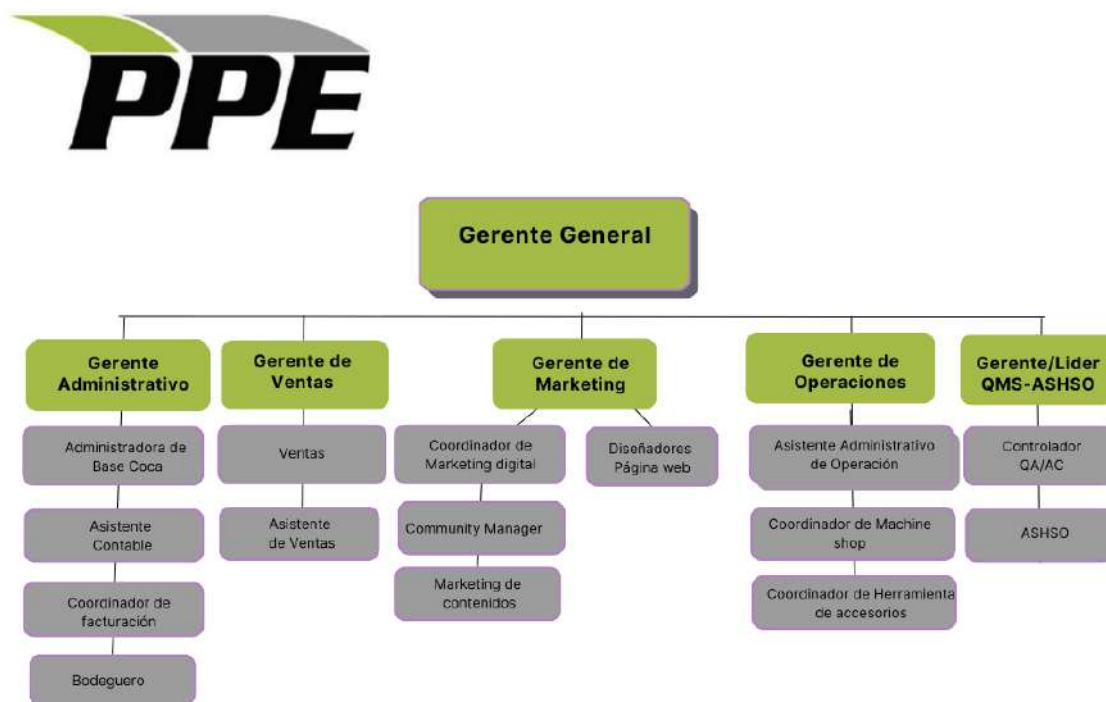 PPE
Gerente General
Gerente
Administrativo
Administradora de
Base Coca
Asistente
Contable
Coordinador de
facturación
Bodeguero
Gerente de
Ventas
Ventas
Asistente
de Ventas
Gerente de
Marketing
Coordinador de
Marketing digital
Community Manager
Marketing de
contenidos
Diseñadores
Página web
Gerente de
Operaciones
Asistente Administrativo
de Operación
Coordinador de Machine
shop
Coordinador de Herramienta
de accesorios
Gerente/Lider
QMS-ASHSO
Controlador
QA/AC
ASHSO